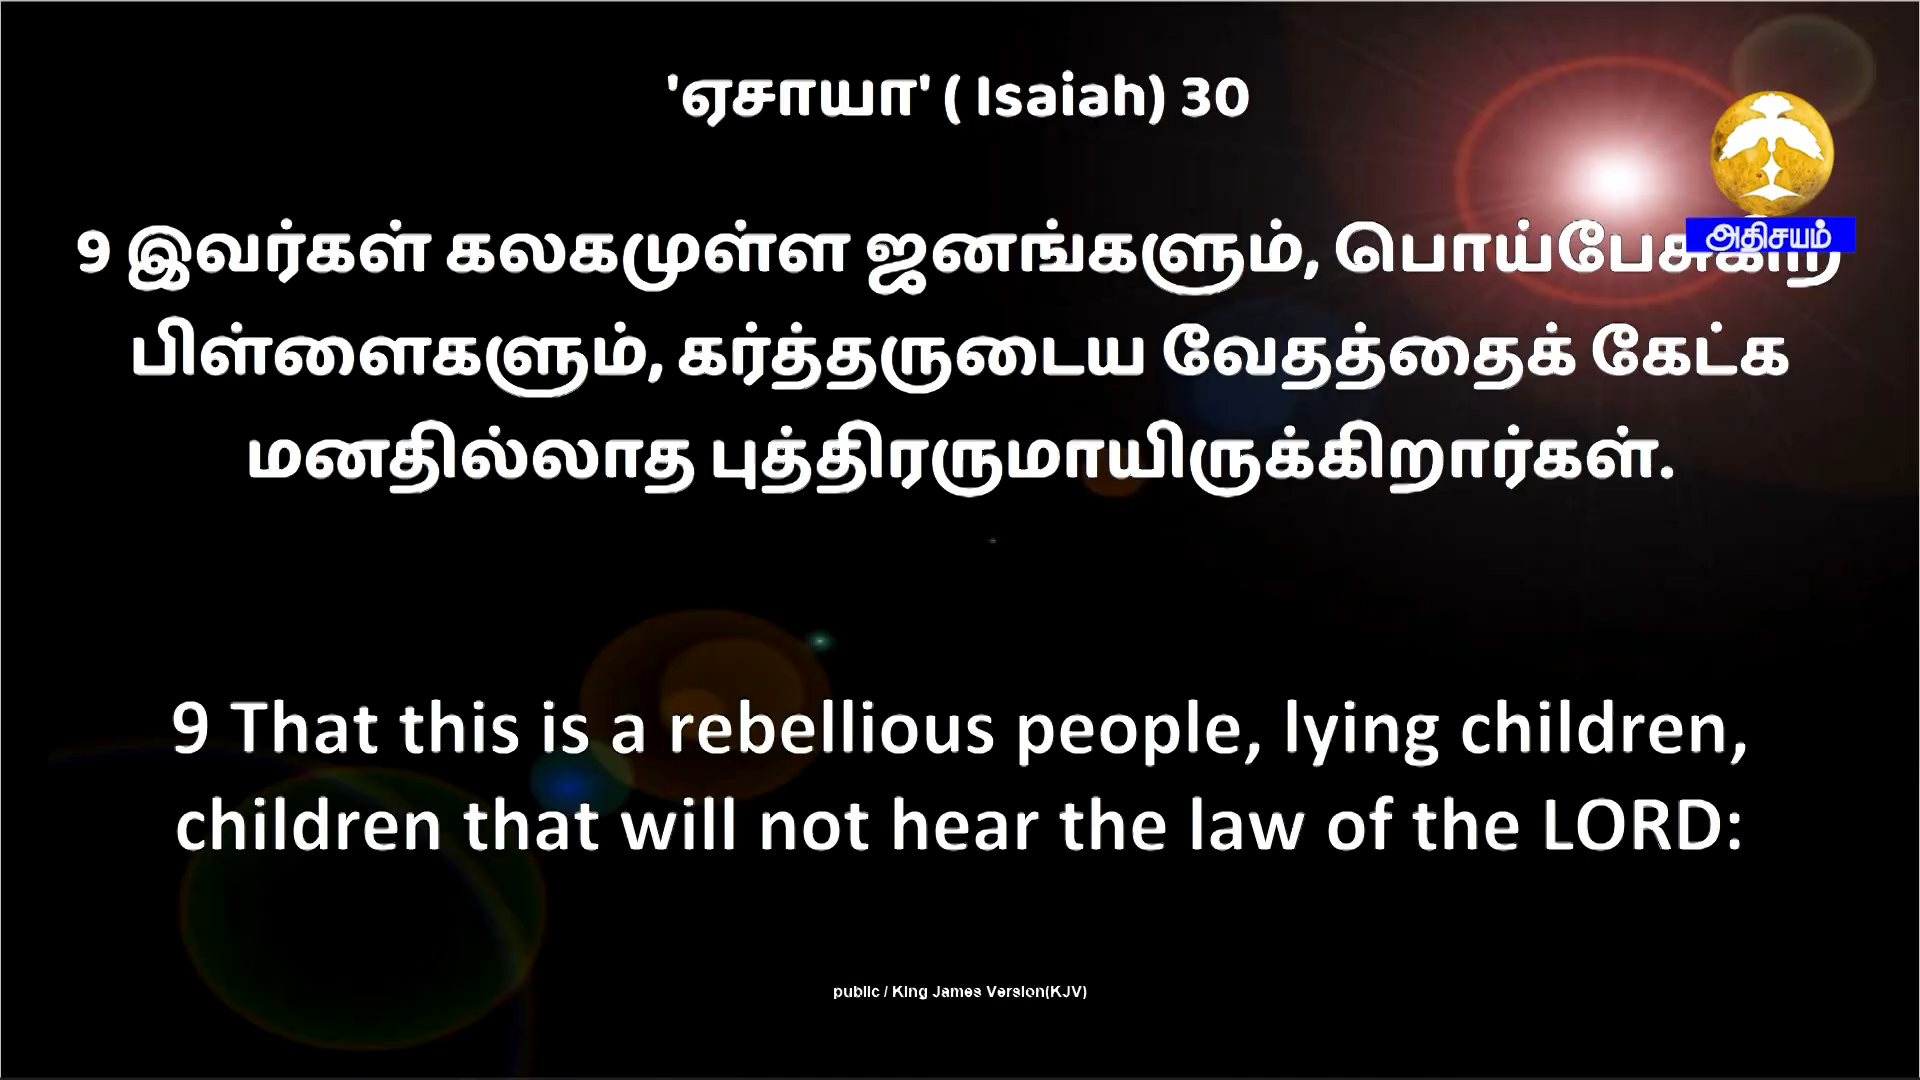 'ஏசாயா' ( Isaiah) 30
அதிசயம்
9 இவர்கள் கலகமுள்ள ஜனங்களும், பொய்பேசுகிற
பிள்ளைகளும், கர்த்தருடைய வேதத்தைக் கேட்க
மனதில்லாத புத்திரருமாயிருக்கிறார்கள்.
9 That this is a rebellious people, lying children,
children that will not hear the law of the LORD:
public / King James Version(KJV)